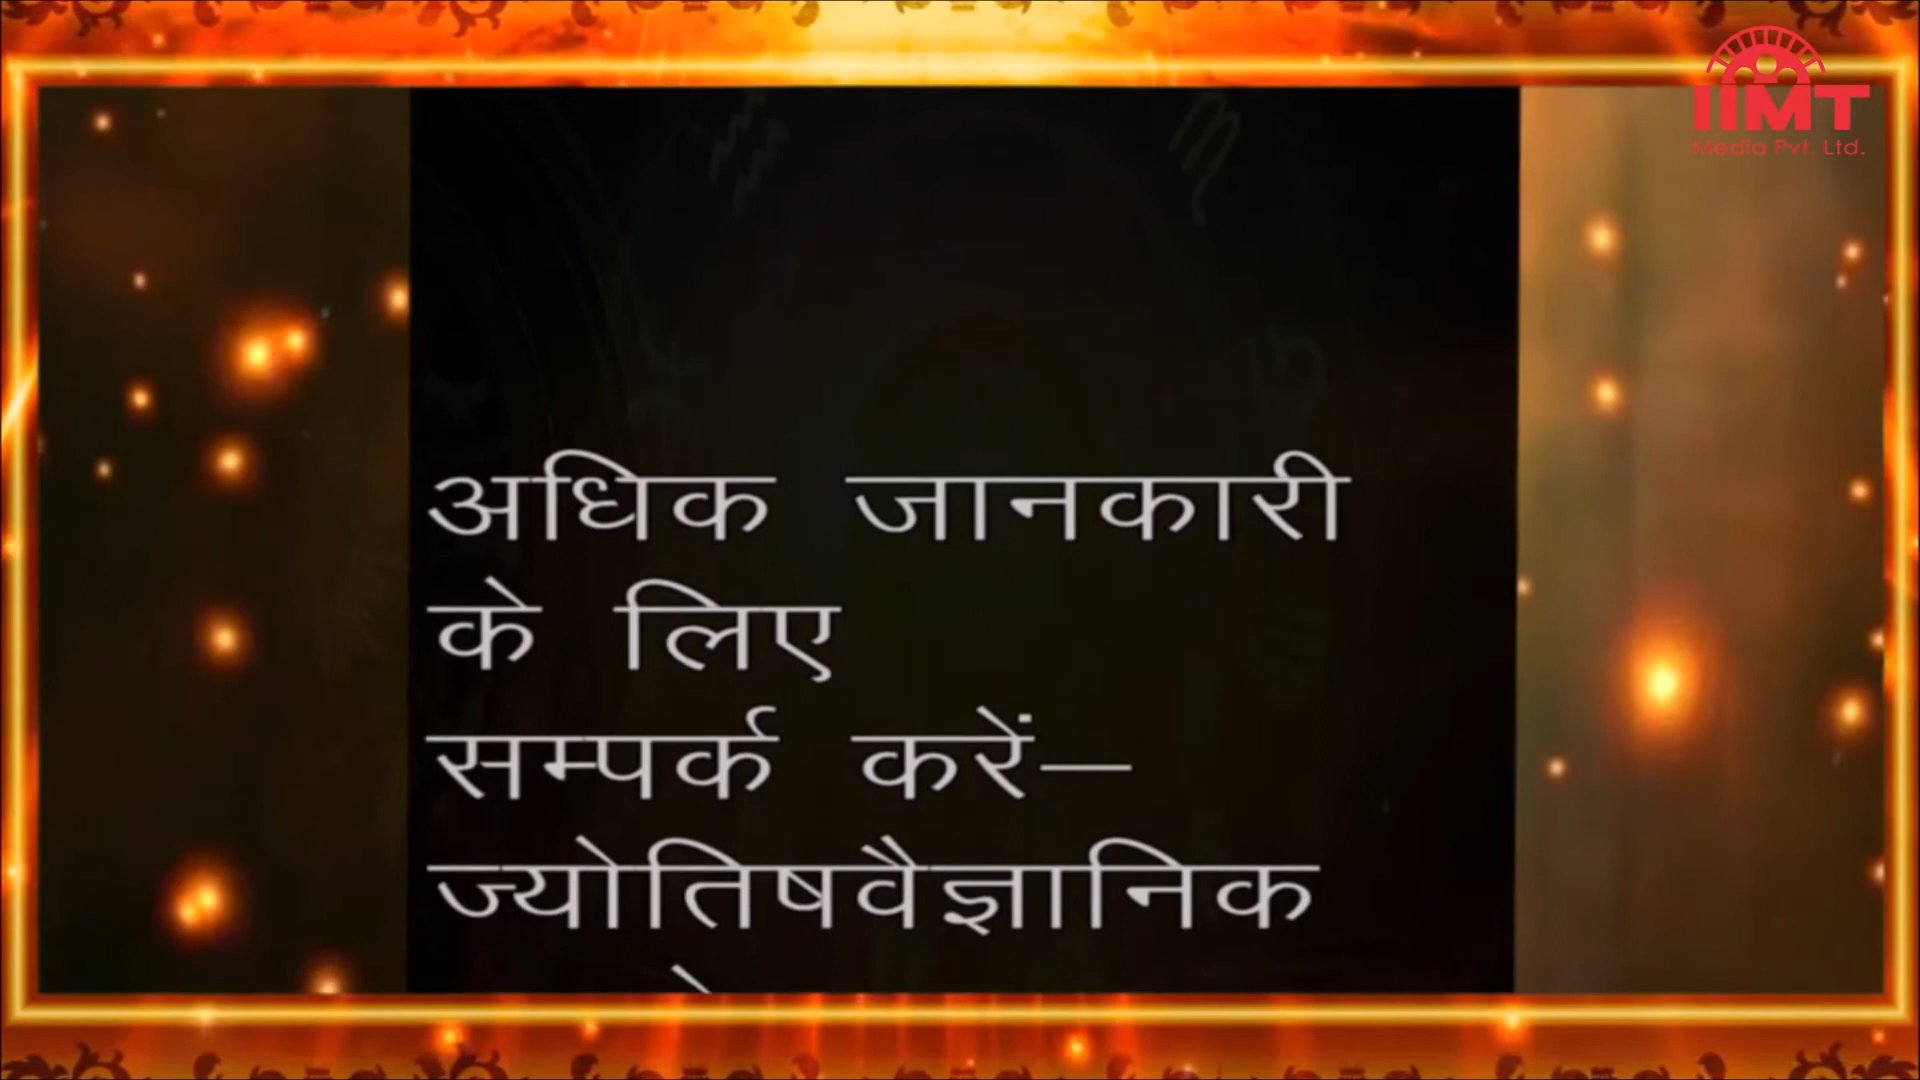 IIMT
Media Pvt. Ltd.
अधिक जानकारी
के लिए
सम्पर्क करें—
ज्योतिषवैज्ञानिक